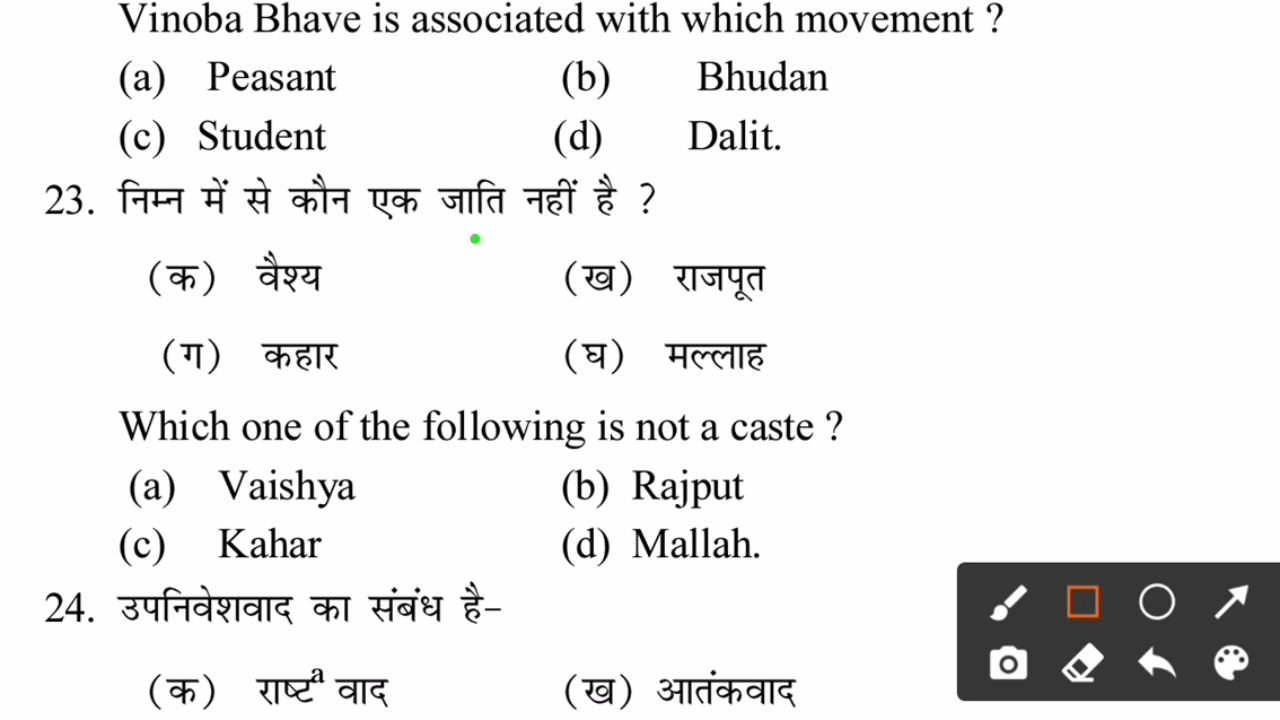 Vinoba Bhave is associated with which movement ?
(a) Peasant (b) Bhudan
(c) Student (d) Dalit.
23. निम्न में से कौन एक जाति नहीं है ?
(क) वैश्य (ख) राजपूत
(ग) कहार (घ) मल्लाह
Which one of the following is not a caste ?
(a) Vaishya (b) Rajput
(c) Kahar (d) Mallah.
24. उपनिवेशवाद का संबंध है-
(क) राष्टª वाद (ख) आतंकवाद